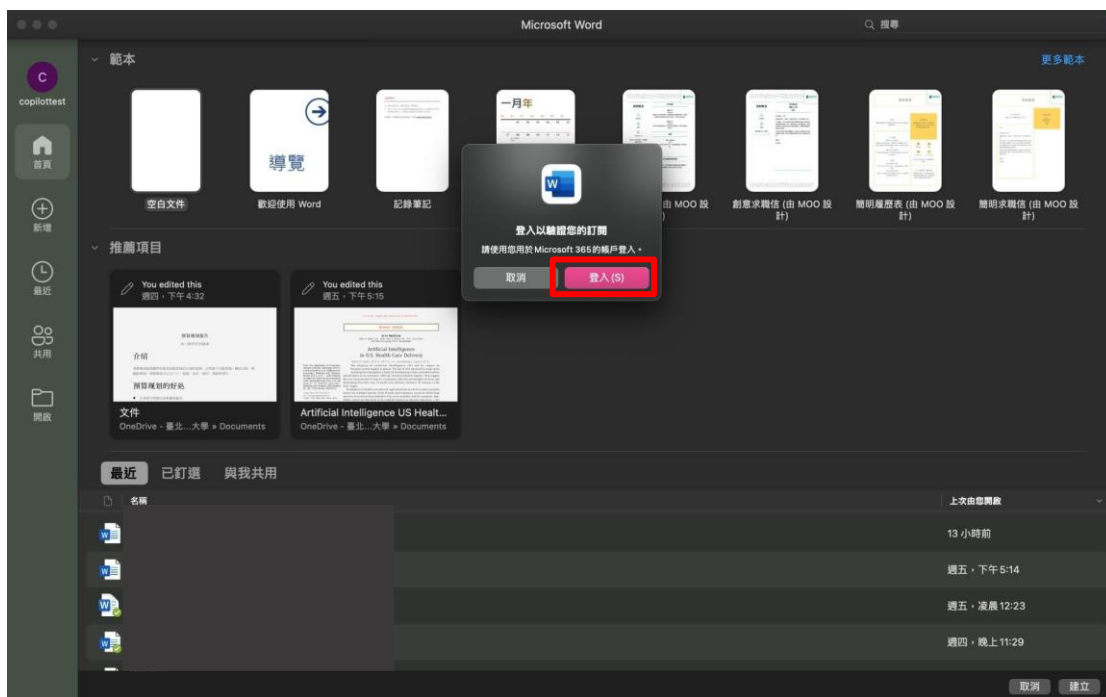 Microsoft Word
搜尋
C
copilottest
首頁
新增
最近
共用
開啟
範本
更多範本
導覽
一月年
空白文件
歡迎使用 Word
記錄筆記
由 MOO 設
)
創意求職信 (由 MOO 設
計)
簡明履歷表 (由 MOO 設
計)
簡明求職信 (由 MOO 設
計)
W
登入以驗證您的訂閱
請使用您用於 Microsoft 365 的帳戶登入。
取消
登入(S)
推薦項目
You edited this
週四，下午 4:32
You edited this
週五，下午 5:15
介紹
預算規劃的好處
Artificial Intelligence
in U.S. Health Care Delivery
文件
OneDrive - 臺北...大學 » Documents
Artificial Intelligence US Healt...
OneDrive - 臺北...大學 » Documents
最近
已釘選
與我共用
名稱
上次由您開啟
13 小時前
週五，下午 5:14
週五，凌晨 12:23
週四，晚上 11:29
取消
建立